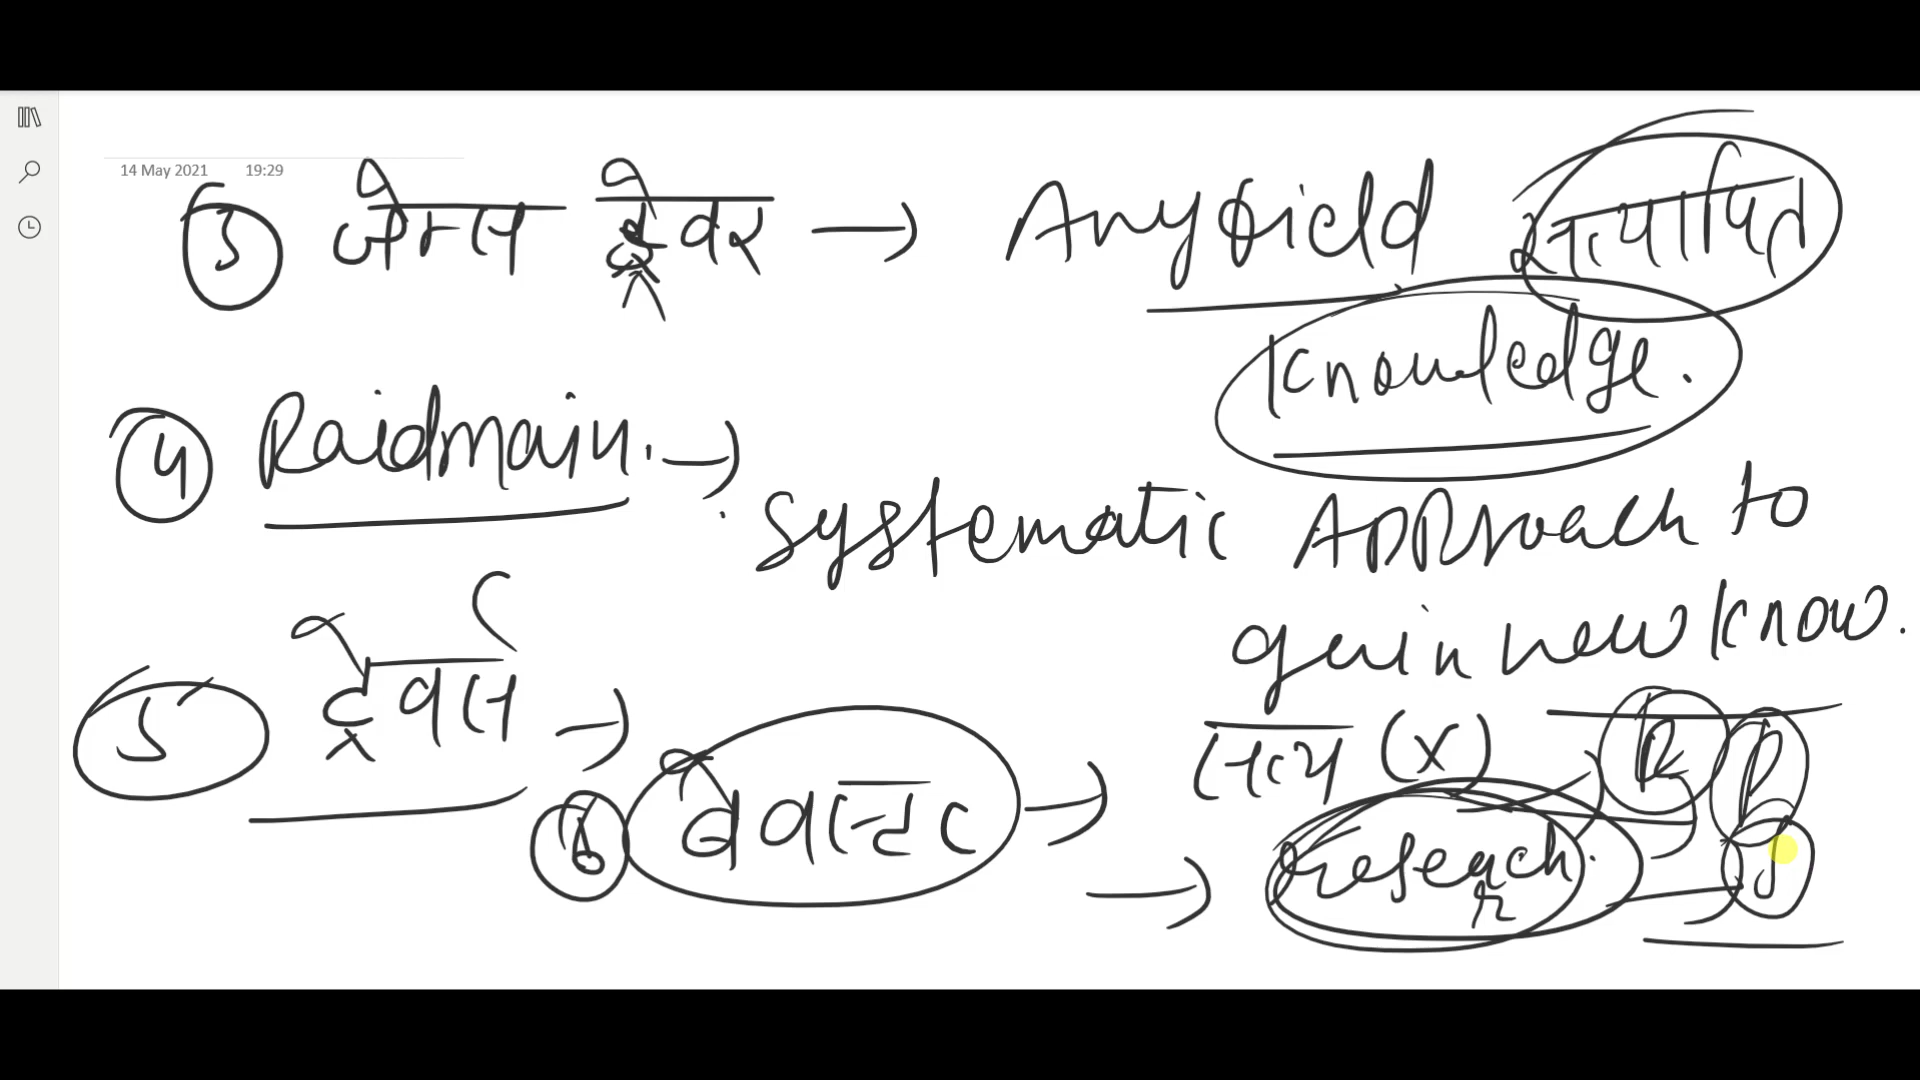 14 May 2021 19:29
③ जेम्स ड्रेवर → Any field सत्यापित
Knowledge.
④ Raidmain. →
Systematic Approach to
gain new know.
⑤ ट्रेवर्स →
सत्य (x) R P
⑥ वेवस्टर →
→ research. S